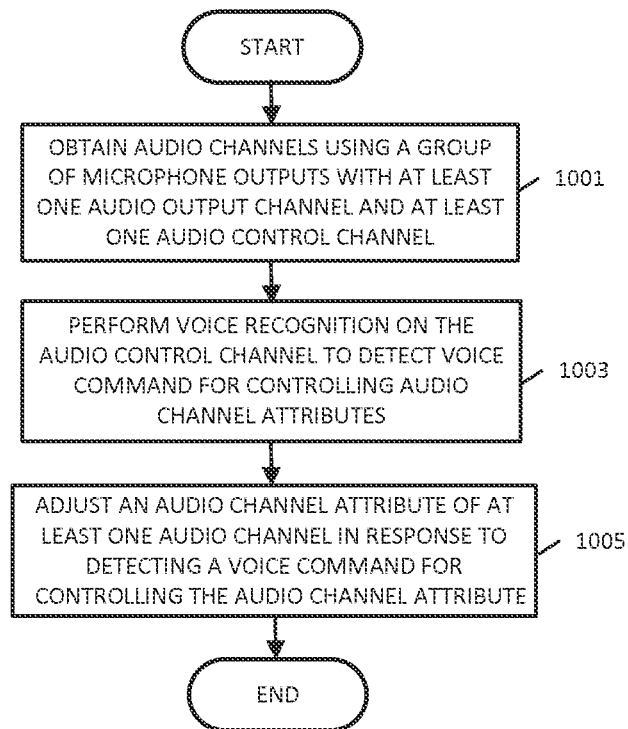 START
OBTAIN AUDIO CHANNELS USING A GROUP
OF MICROPHONE OUTPUTS WITH AT LEAST
ONE AUDIO OUTPUT CHANNEL AND AT LEAST
ONE AUDIO CONTROL CHANNEL
1001
PERFORM VOICE RECOGNITION ON THE
AUDIO CONTROL CHANNEL TO DETECT VOICE
COMMAND FOR CONTROLLING AUDIO
CHANNEL ATTRIBUTES
1003
ADJUST AN AUDIO CHANNEL ATTRIBUTE OF AT
LEAST ONE AUDIO CHANNEL IN RESPONSE TO
DETECTING A VOICE COMMAND FOR
CONTROLLING THE AUDIO CHANNEL ATTRIBUTE
1005
END